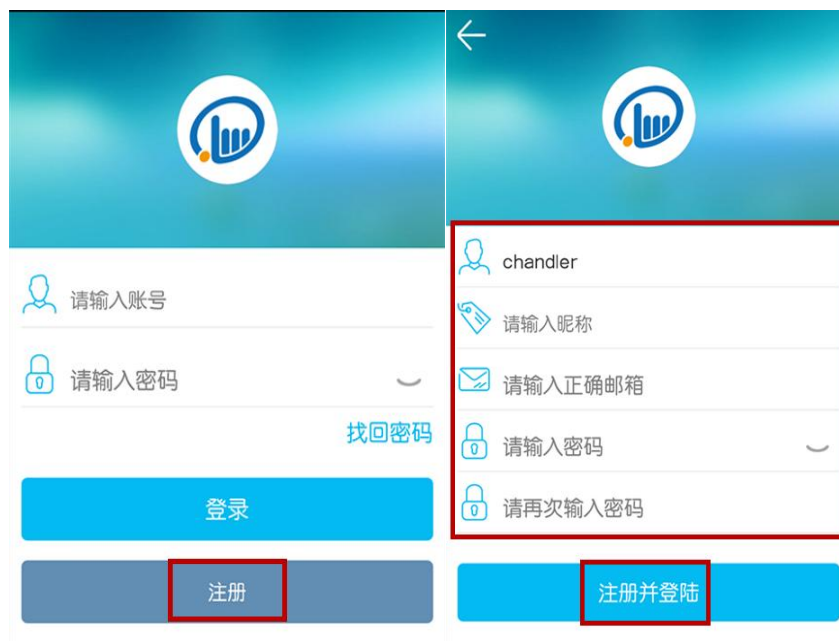 请输入账号
请输入密码
找回密码
登录
注册
chandler
请输入昵称
请输入正确邮箱
请输入密码
请再次输入密码
注册并登陆